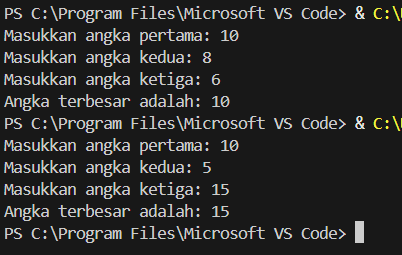 PS C:\Program Files\Microsoft VS Code> & C:\
Masukkan angka pertama: 10
Masukkan angka kedua: 8
Masukkan angka ketiga: 6
Angka terbesar adalah: 10
PS C:\Program Files\Microsoft VS Code> & C:\
Masukkan angka pertama: 10
Masukkan angka kedua: 5
Masukkan angka ketiga: 15
Angka terbesar adalah: 15
PS C:\Program Files\Microsoft VS Code>